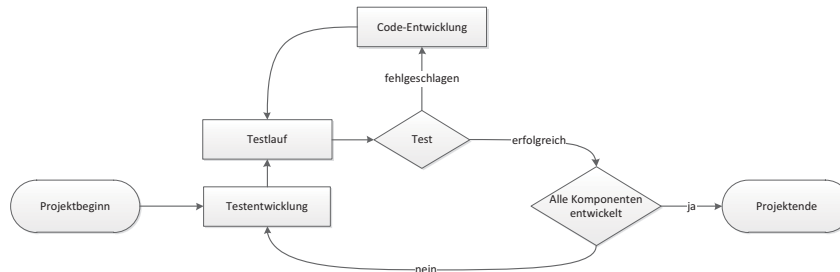 Code-Entwicklung
fehlgeschlagen
Testlauf
Test
erfolgreich
Projektbeginn
Testentwicklung
Alle Komponenten
entwickelt
ja
Projektende
nein